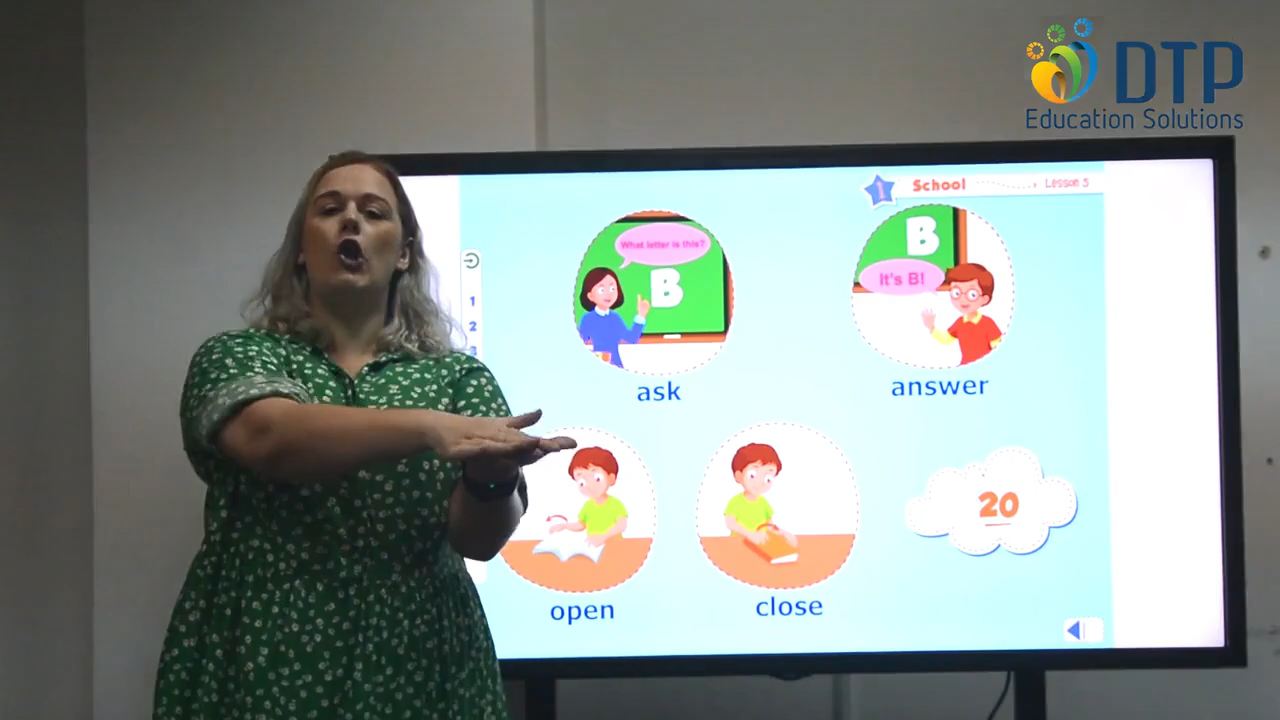 DTP
Education Solutions
1 School Lesson 5
What letter is this?
B
B
It's B!
1
2
ask
answer
20
open
close